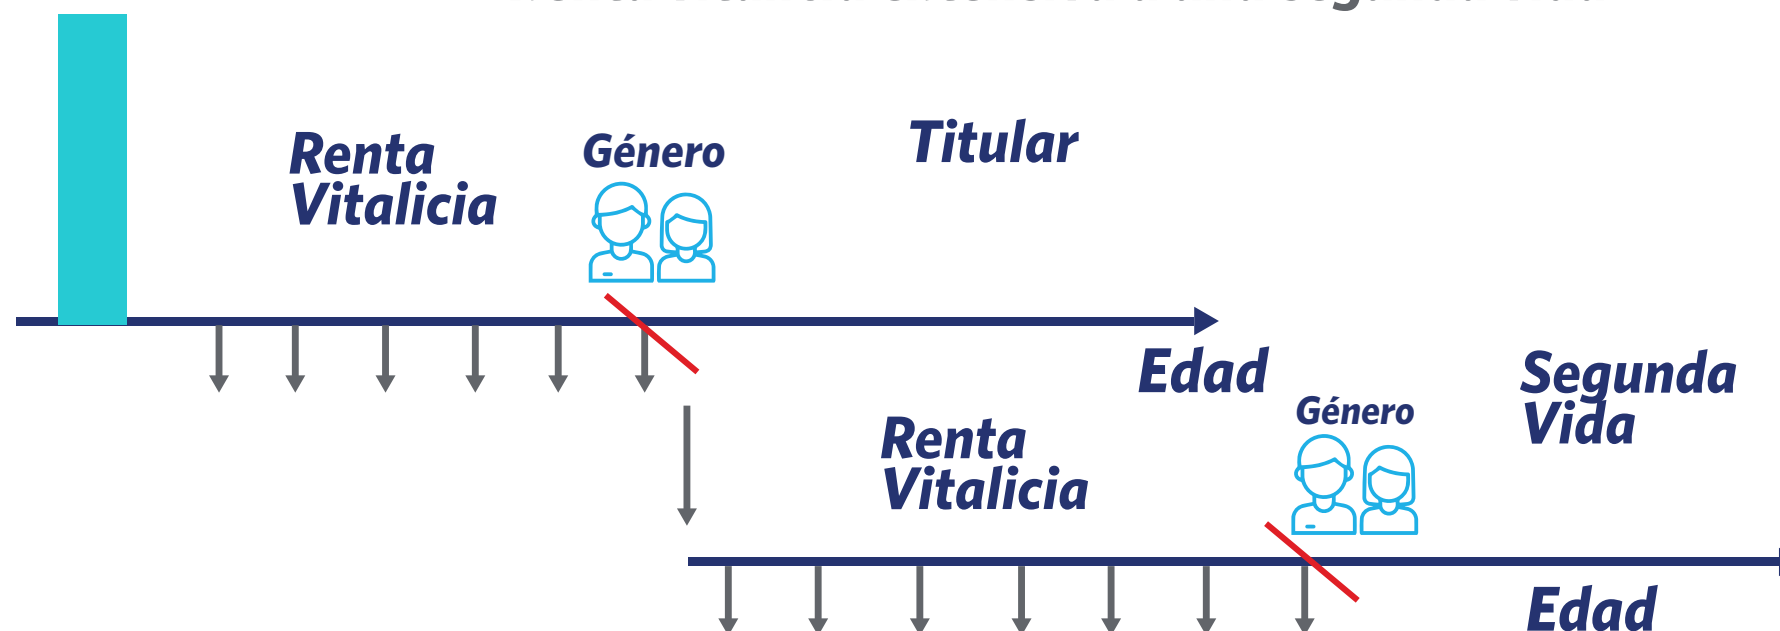 Renta
Vitalicia
Género
Titular
Edad
Segunda
Vida
Género
Renta
Vitalicia
Edad